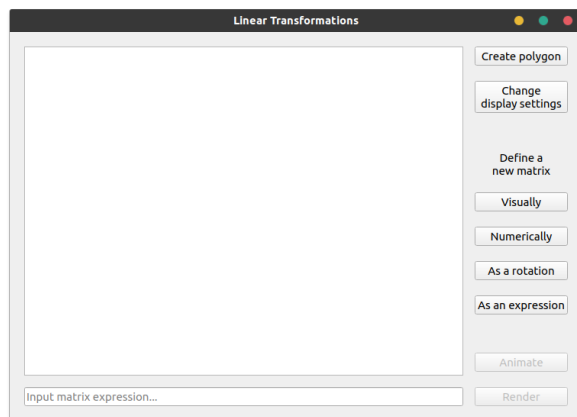 Linear Transformations
Create polygon
Change
display settings
Define a
new matrix
Visually
Numerically
As a rotation
As an expression
Animate
Input matrix expression...
Render